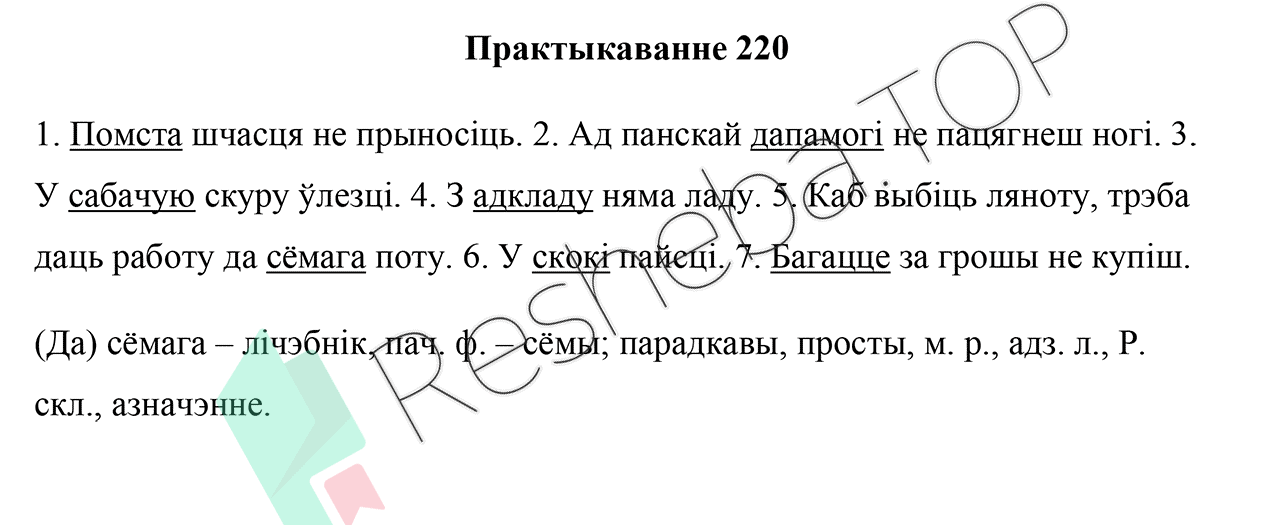 Практыкаванне 220
1. Помста шчасця не прыносіць. 2. Ад панскай дапамогі не пацягнеш ногі. 3.
У сабачую скуру ўлезці. 4. З адкладу няма ладу. 5. Каб выбіць ляноту, трэба
даць работу да сёмага поту. 6. У скокі пайсці. 7. Багацце за грошы не купіш.
(Да) сёмага – лічэбнік, пач. ф. – сёмы; парадкавы, просты, м. р., адз. л., Р.
скл., азначэнне.
Resheba TOP